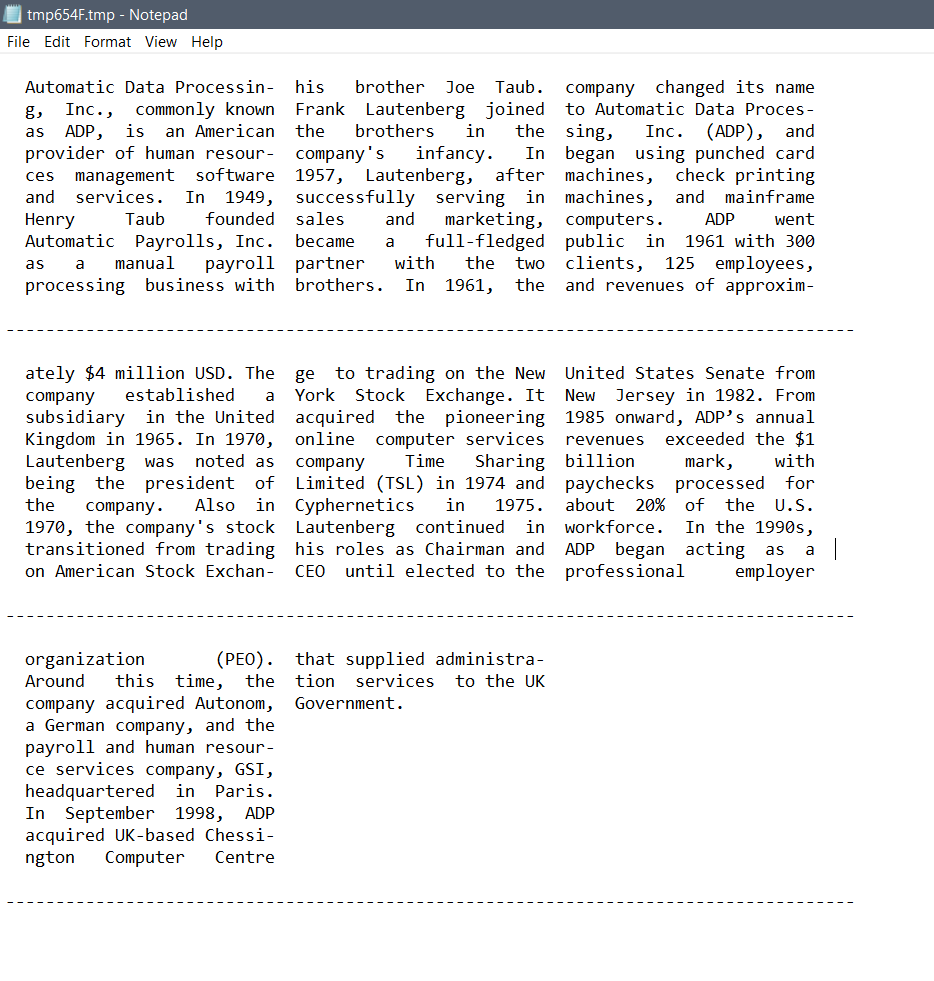 tmp654F.tmp - Notepad
File Edit Format View Help
Automatic Data Processin-
g, Inc., commonly known
as ADP, is an American
provider of human resour-
ces management software
and services. In 1949,
Henry Taub founded
Automatic Payrolls, Inc.
as a manual payroll
processing business with
his brother Joe Taub.
Frank Lautenberg joined
the brothers in the
company's infancy. In
1957, Lautenberg, after
successfully serving in
sales and marketing,
became a full-fledged
partner with the two
brothers. In 1961, the
company changed its name
to Automatic Data Proces-
sing, Inc. (ADP), and
began using punched card
machines, check printing
machines, and mainframe
computers. ADP went
public in 1961 with 300
clients, 125 employees,
and revenues of approxim-
ately $4 million USD. The
company established a
subsidiary in the United
Kingdom in 1965. In 1970,
Lautenberg was noted as
being the president of
the company. Also in
1970, the company's stock
transitioned from trading
on American Stock Exchan-
ge to trading on the New
York Stock Exchange. It
acquired the pioneering
online computer services
company Time Sharing
Limited (TSL) in 1974 and
Cyphernetics in 1975.
Lautenberg continued in
his roles as Chairman and
CEO until elected to the
United States Senate from
New Jersey in 1982. From
1985 onward, ADP’s annual
revenues exceeded the $1
billion mark, with
paychecks processed for
about 20% of the U.S.
workforce. In the 1990s,
ADP began acting as a
professional employer
organization (PEO).
Around this time, the
company acquired Autonom,
a German company, and the
payroll and human resour-
ce services company, GSI,
headquartered in Paris.
In September 1998, ADP
acquired UK-based Chessi-
ngton Computer Centre
that supplied administra-
tion services to the UK
Government.